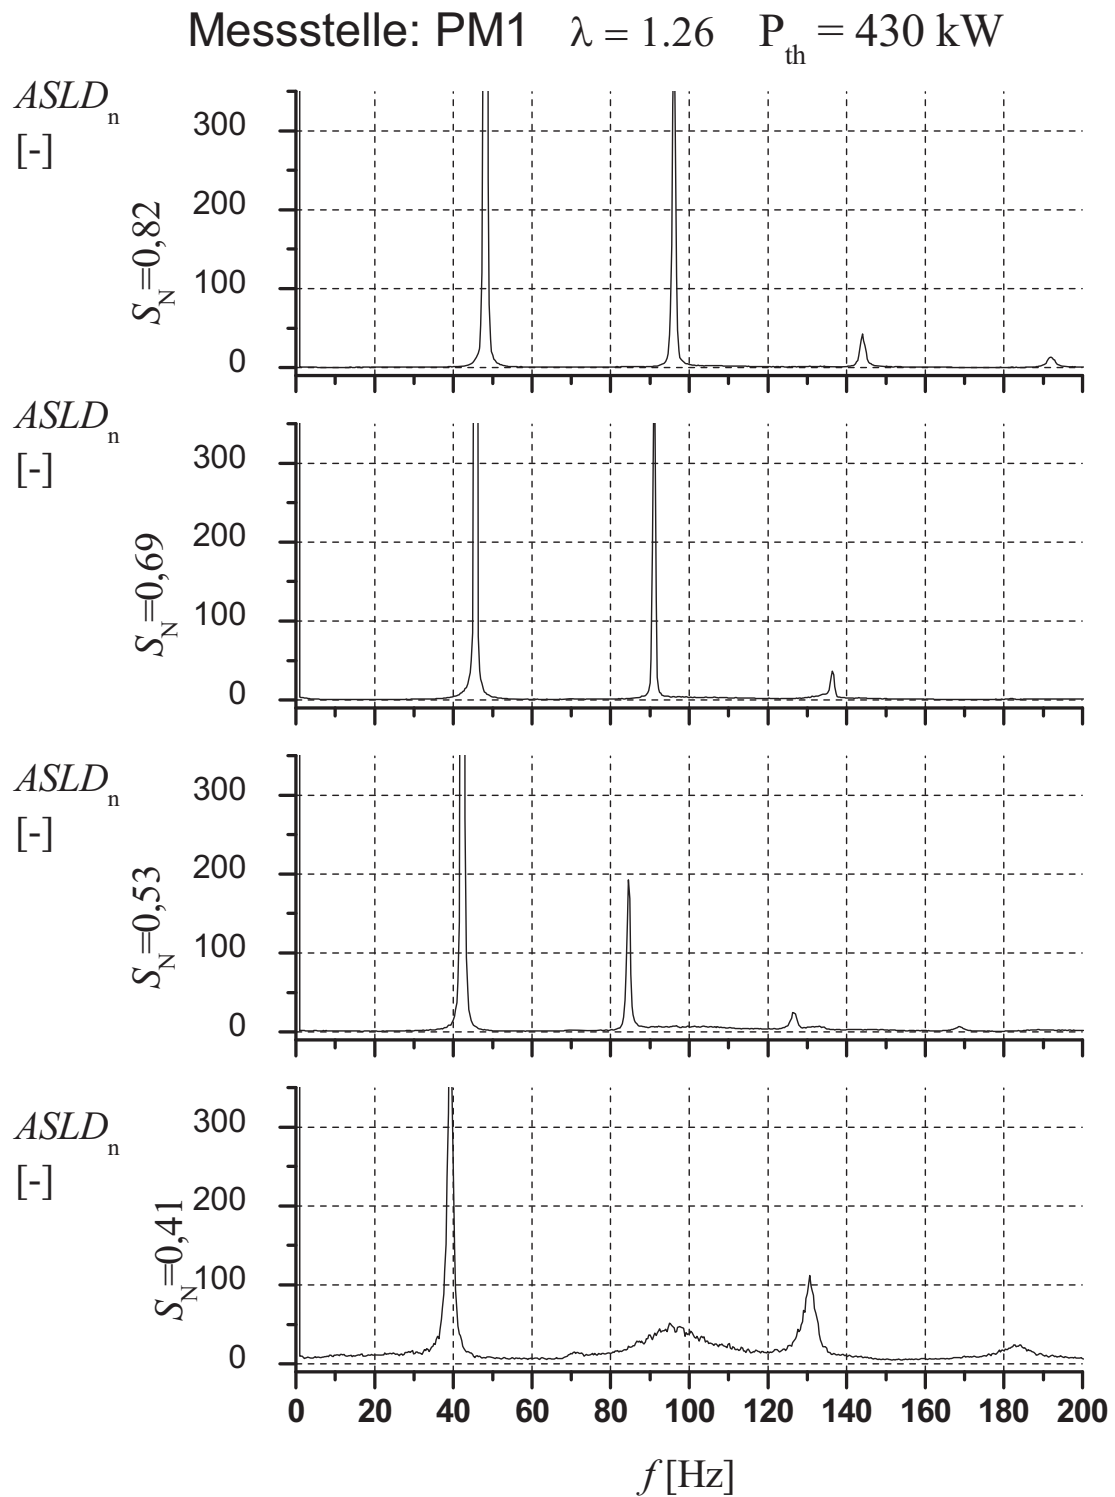 Messstelle: PM1 λ = 1.26 P_th = 430 kW
ASLD_n
[-]
S_N=0,82
300
200
100
0
ASLD_n
[-]
S_N=0,69
300
200
100
0
ASLD_n
[-]
S_N=0,53
300
200
100
0
ASLD_n
[-]
S_N=0,41
300
200
100
0
0 20 40 60 80 100 120 140 160 180 200
f [Hz]